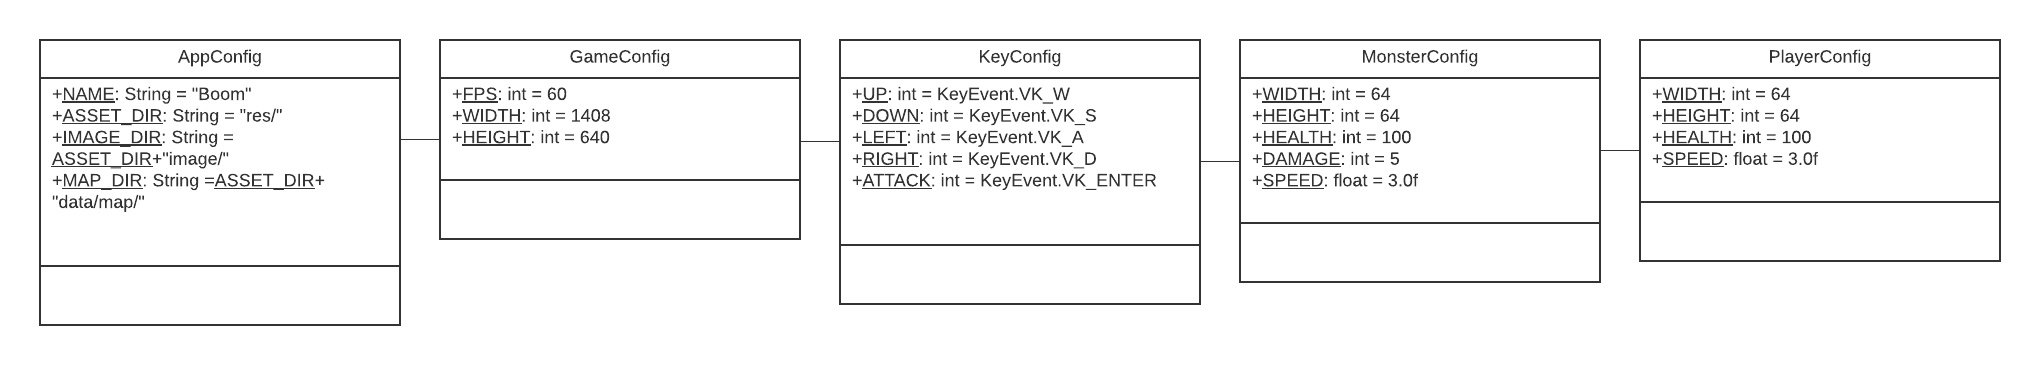 AppConfig
+NAME: String = "Boom"
+ASSET_DIR: String = "res/"
+IMAGE_DIR: String =
ASSET_DIR+"image/"
+MAP_DIR: String =ASSET_DIR+
"data/map/"
GameConfig
+FPS: int = 60
+WIDTH: int = 1408
+HEIGHT: int = 640
KeyConfig
+UP: int = KeyEvent.VK_W
+DOWN: int = KeyEvent.VK_S
+LEFT: int = KeyEvent.VK_A
+RIGHT: int = KeyEvent.VK_D
+ATTACK: int = KeyEvent.VK_ENTER
MonsterConfig
+WIDTH: int = 64
+HEIGHT: int = 64
+HEALTH: int = 100
+DAMAGE: int = 5
+SPEED: float = 3.0f
PlayerConfig
+WIDTH: int = 64
+HEIGHT: int = 64
+HEALTH: int = 100
+SPEED: float = 3.0f